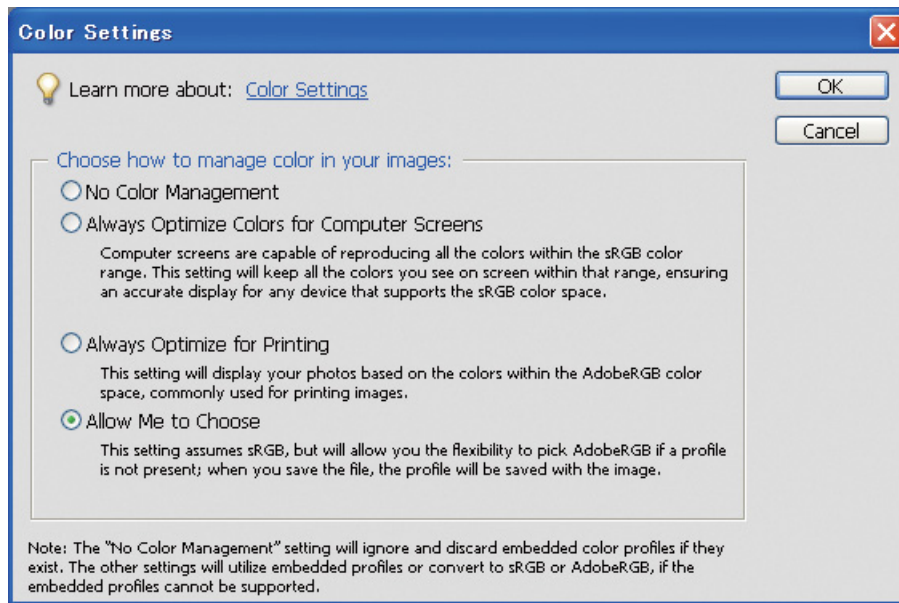 Color Settings
Learn more about: Color Settings
OK
Cancel
Choose how to manage color in your images:
No Color Management
Always Optimize Colors for Computer Screens
Computer screens are capable of reproducing all the colors within the sRGB color
range. This setting will keep all the colors you see on screen within that range, ensuring
an accurate display for any device that supports the sRGB color space.
Always Optimize for Printing
This setting will display your photos based on the colors within the AdobeRGB color
space, commonly used for printing images.
Allow Me to Choose
This setting assumes sRGB, but will allow you the flexibility to pick AdobeRGB if a profile
is not present; when you save the file, the profile will be saved with the image.
Note: The "No Color Management" setting will ignore and discard embedded color profiles if they
exist. The other settings will utilize embedded profiles or convert to sRGB or AdobeRGB, if the
embedded profiles cannot be supported.